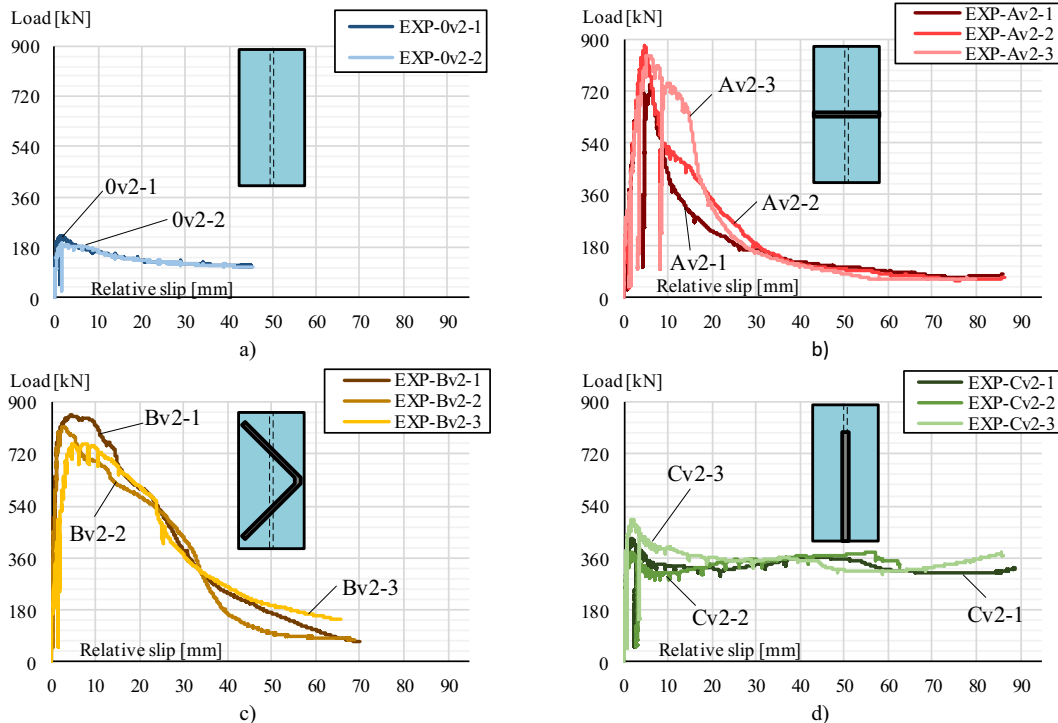 Load [kN]
EXP-0v2-1
EXP-0v2-2
900
720
540
360
180
0
0v2-1
0v2-2
Relative slip [mm]
0 10 20 30 40 50 60 70 80 90
a)
Load [kN]
EXP-Av2-1
EXP-Av2-2
EXP-Av2-3
900
720
540
360
180
0
Av2-3
Av2-2
Av2-1
Relative slip [mm]
0 10 20 30 40 50 60 70 80 90
b)
Load [kN]
EXP-Bv2-1
EXP-Bv2-2
EXP-Bv2-3
900
720
540
360
180
0
Bv2-1
Bv2-2
Bv2-3
Relative slip [mm]
0 10 20 30 40 50 60 70 80 90
c)
Load [kN]
EXP-Cv2-1
EXP-Cv2-2
EXP-Cv2-3
900
720
540
360
180
0
Cv2-3
Cv2-2
Cv2-1
Relative slip [mm]
0 10 20 30 40 50 60 70 80 90
d)